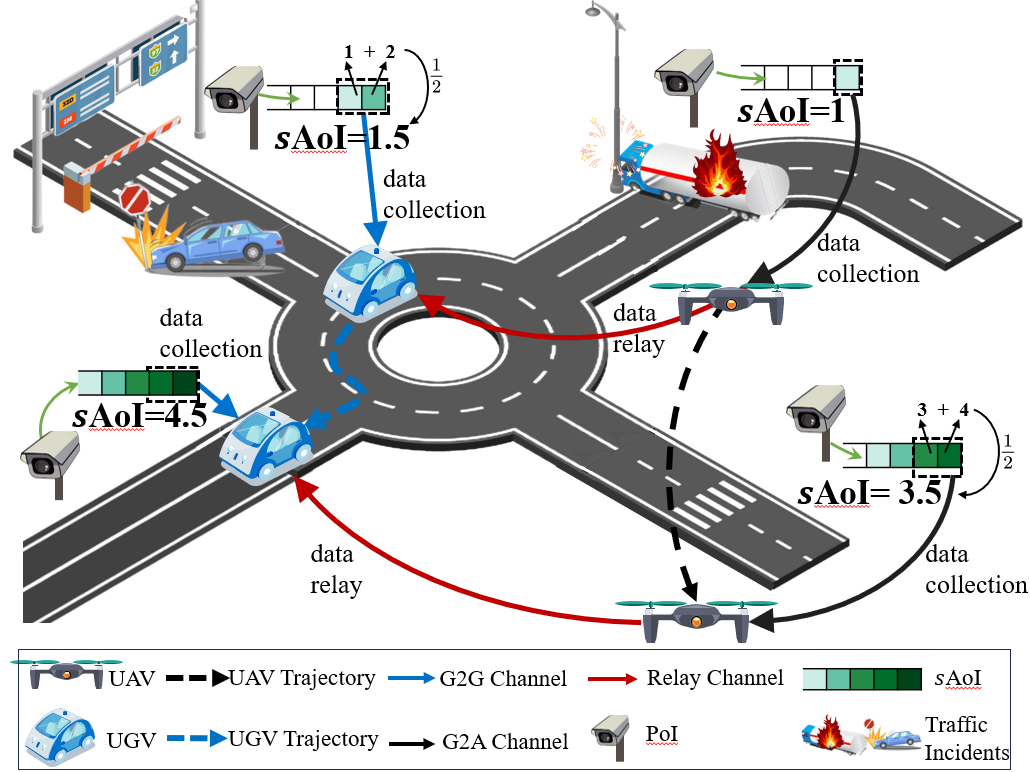 1 + 2
1/2
sAoI=1.5
sAoI=1
data
collection
data
collection
data
relay
data
collection
sAoI=4.5
3 + 4
1/2
sAoI= 3.5
data
relay
data
collection
UAV
UAV Trajectory
G2G Channel
Relay Channel
sAoI
UGV
UGV Trajectory
G2A Channel
PoI
Traffic
Incidents